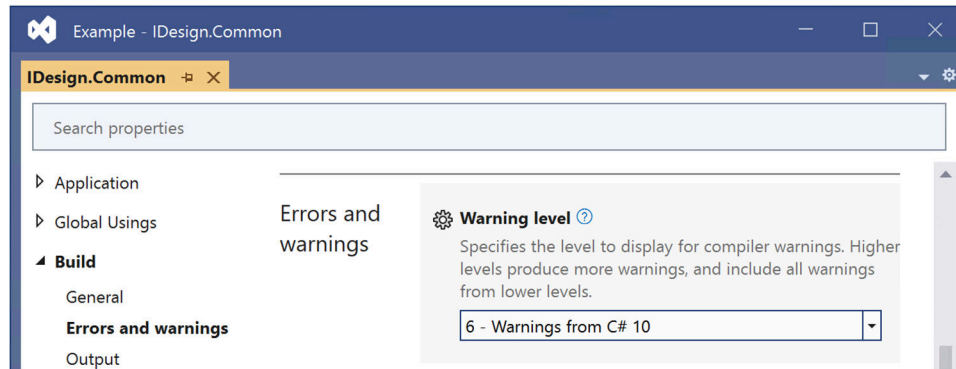 Example - IDesign.Common
IDesign.Common
Search properties
Application
Global Usings
Build
General
Errors and warnings
Output
Errors and
warnings
Warning level ?
Specifies the level to display for compiler warnings. Higher
levels produce more warnings, and include all warnings
from lower levels.
6 - Warnings from C# 10